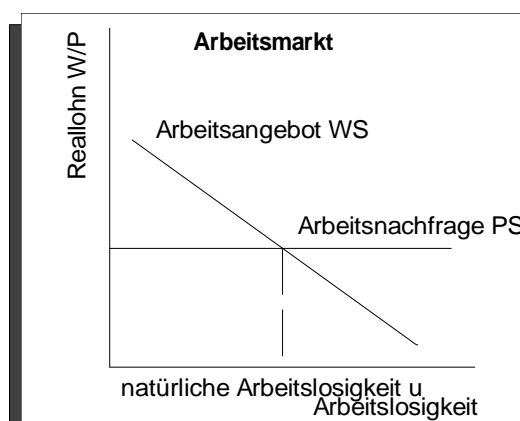 Arbeitsmarkt
Reallohn W/P
Arbeitsangebot WS
Arbeitsnachfrage PS
natürliche Arbeitslosigkeit u
Arbeitslosigkeit